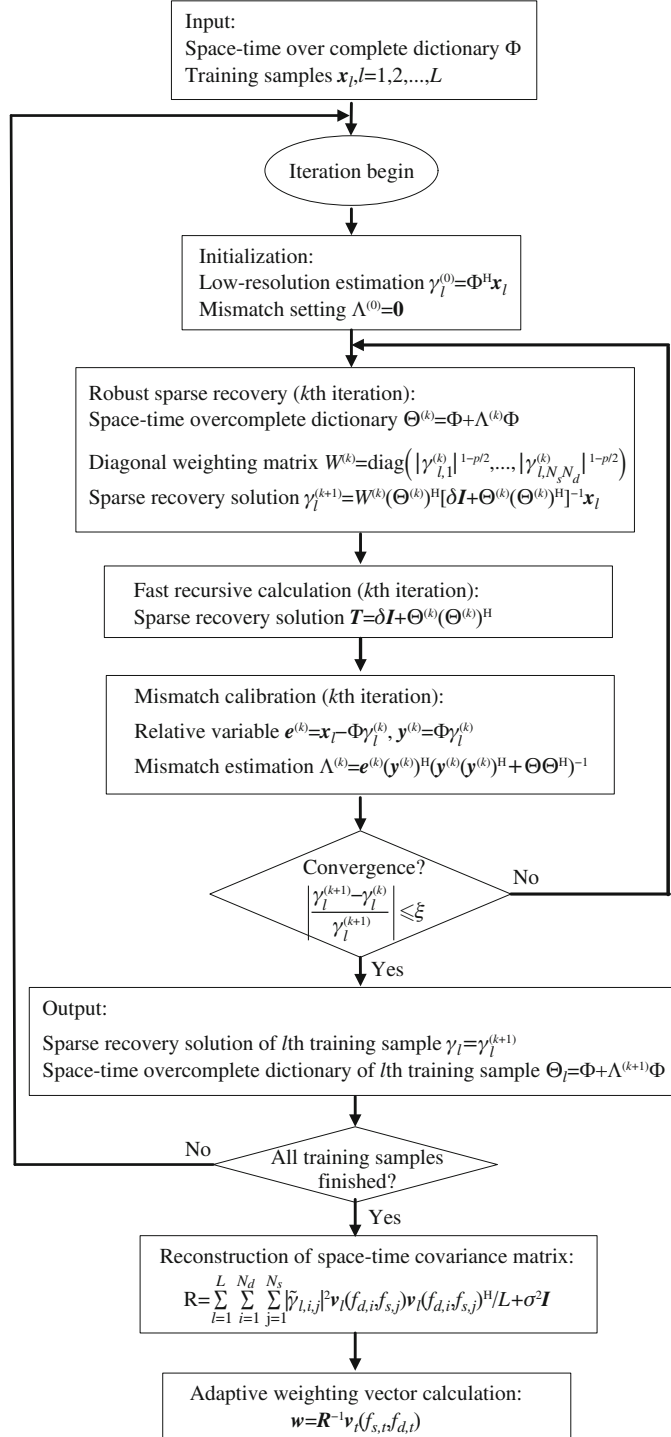 Input:
Space-time over complete dictionary Φ
Training samples x_l,l=1,2,...,L
Iteration begin
Initialization:
Low-resolution estimation γ_l^(0)=Φ^H x_l
Mismatch setting Λ^(0)=0
Robust sparse recovery (kth iteration):
Space-time overcomplete dictionary Θ^(k)=Φ+Λ^(k)Φ
Diagonal weighting matrix W^(k)=diag(|γ_{l,1}^(k)|^{1-p/2},...,|γ_{l,N_sN_d}^(k)|^{1-p/2})
Sparse recovery solution γ_l^(k+1)=W^(k)(Θ^(k))^H[δI+Θ^(k)(Θ^(k))^H]^{-1}x_l
Fast recursive calculation (kth iteration):
Sparse recovery solution T=δI+Θ^(k)(Θ^(k))^H
Mismatch calibration (kth iteration):
Relative variable e^(k)=x_l-Φγ_l^(k), y^(k)=Φγ_l^(k)
Mismatch estimation Λ^(k)=e^(k)(y^(k))^H(y^(k)(y^(k))^H+ΘΘ^H)^{-1}
Convergence?
|(γ_l^(k+1)-γ_l^(k))/γ_l^(k+1)|⩽ξ
No
Yes
Output:
Sparse recovery solution of lth training sample γ_l=γ_l^(k+1)
Space-time overcomplete dictionary of lth training sample Θ_l=Φ+Λ^(k+1)Φ
No
All training samples
finished?
Yes
Reconstruction of space-time covariance matrix:
R=∑_{l=1}^{L} ∑_{i=1}^{N_d} ∑_{j=1}^{N_s}|γ̃_{l,i,j}|^2 v_l(f_{d,i},f_{s,j})v_l(f_{d,i},f_{s,j})^H/L+σ^2 I
Adaptive weighting vector calculation:
w=R^{-1}v_t(f_{s,t},f_{d,t})